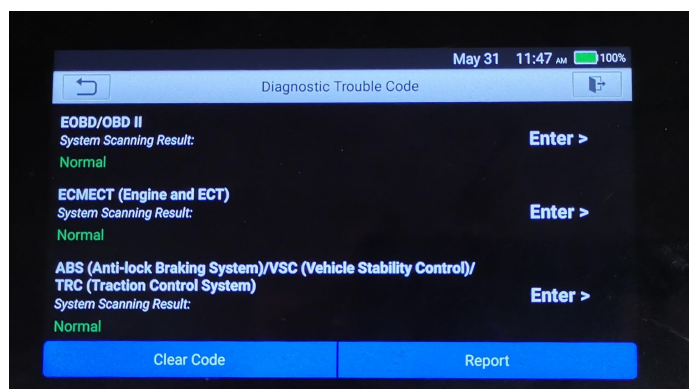 May 31 11:47 AM 100%
Diagnostic Trouble Code
EOBD/OBD II
System Scanning Result:
Enter >
Normal
ECMECT (Engine and ECT)
System Scanning Result:
Enter >
Normal
ABS (Anti-lock Braking System)/VSC (Vehicle Stability Control)/
TRC (Traction Control System)
Enter >
System Scanning Result:
Normal
Clear Code Report